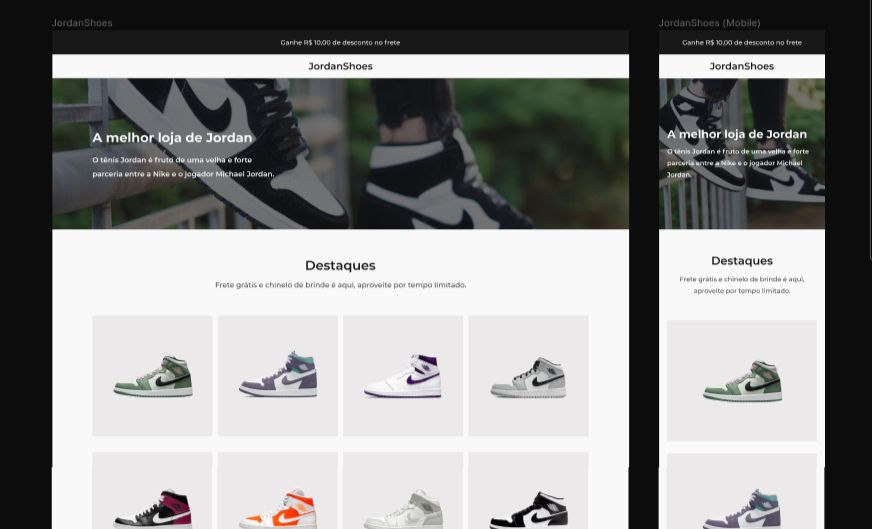 JordanShoes
Ganhe R$ 10,00 de desconto no frete
JordanShoes
A melhor loja de Jordan
O tênis Jordan é fruto de uma velha e forte
parceria entre a Nike e o jogador Michael Jordan.
Destaques
Frete grátis e chinelo de brinde é aqui, aproveite por tempo limitado.
JordanShoes (Mobile)
Ganhe R$ 10,00 de desconto no frete
JordanShoes
A melhor loja de Jordan
O tênis Jordan é fruto de uma velha e forte
parceria entre a Nike e o jogador Michael
Jordan.
Destaques
Frete grátis e chinelo de brinde é aqui,
aproveite por tempo limitado.